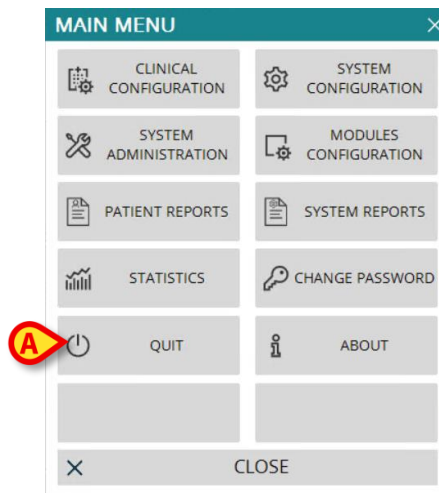 MAIN MENU
CLINICAL
CONFIGURATION
SYSTEM
CONFIGURATION
SYSTEM
ADMINISTRATION
MODULES
CONFIGURATION
PATIENT REPORTS
SYSTEM REPORTS
STATISTICS
CHANGE PASSWORD
A
QUIT
ABOUT
CLOSE